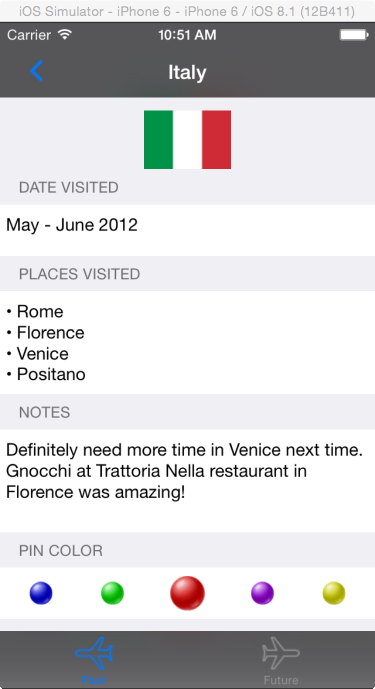 iOS Simulator - iPhone 6 - iPhone 6 / iOS 8.1 (12B411)
Carrier 10:51 AM
Italy
DATE VISITED
May - June 2012
PLACES VISITED
• Rome
• Florence
• Venice
• Positano
NOTES
Definitely need more time in Venice next time.
Gnocchi at Trattoria Nella restaurant in
Florence was amazing!
PIN COLOR
Past Future